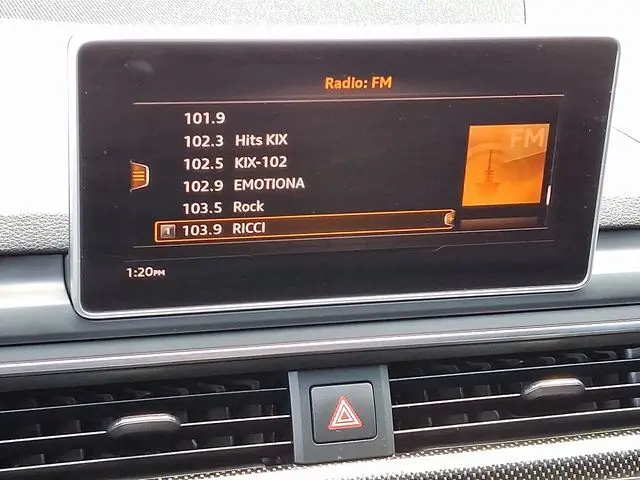 Radio: FM
101.9
102.3 Hits KIX
102.5 KIX-102
102.9 EMOTIONA
103.5 Rock
1 103.9 RICCI
FM
1:20PM